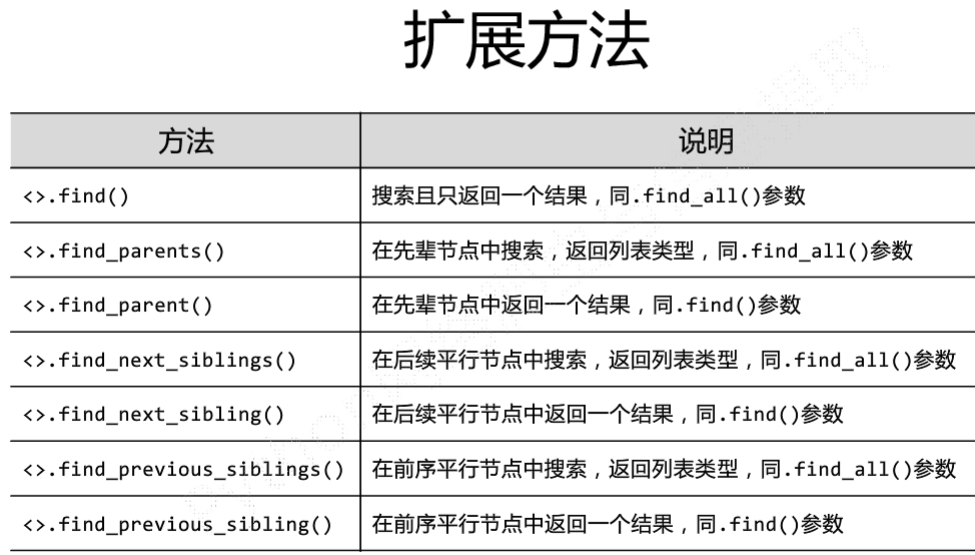 扩展方法
方法 说明
<>.find() 搜索且只返回一个结果，同.find_all()参数
<>.find_parents() 在先辈节点中搜索，返回列表类型，同.find_all()参数
<>.find_parent() 在先辈节点中返回一个结果，同.find()参数
<>.find_next_siblings() 在后续平行节点中搜索，返回列表类型，同.find_all()参数
<>.find_next_sibling() 在后续平行节点中返回一个结果，同.find()参数
<>.find_previous_siblings() 在前序平行节点中搜索，返回列表类型，同.find_all()参数
<>.find_previous_sibling() 在前序平行节点中返回一个结果，同.find()参数